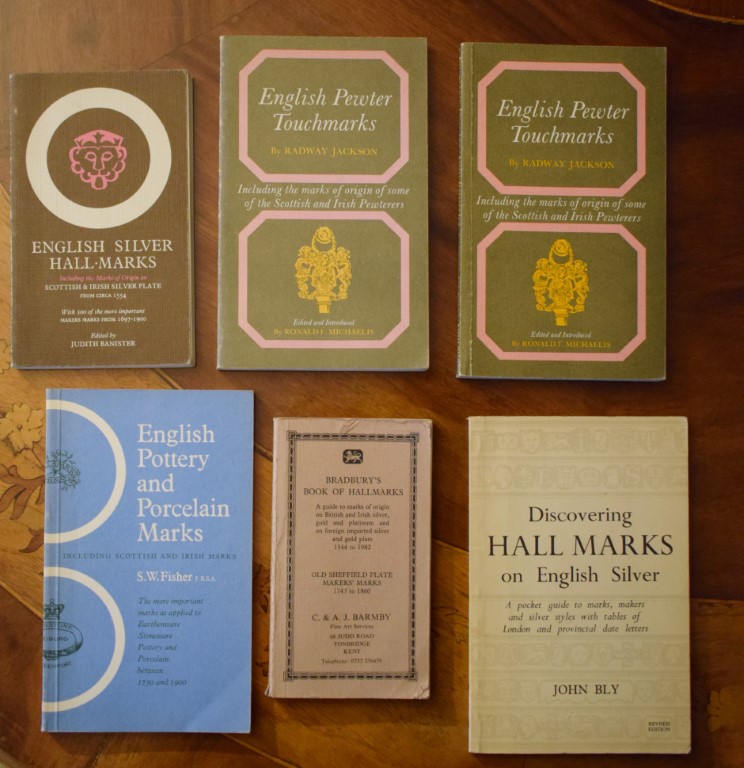 ENGLISH SILVER
HALL·MARKS
Including the Marks of Origin on
SCOTTISH & IRISH SILVER PLATE
FROM CIRCA 1554
With 500 of the more important
MAKERS MARKS FROM 1697-1900
Edited by
JUDITH BANISTER
English Pewter
Touchmarks
By RADWAY JACKSON
Including the marks of origin of some
of the Scottish and Irish Pewterers
Edited and Introduced
By RONALD F. MICHAELIS
English Pewter
Touchmarks
By RADWAY JACKSON
Including the marks of origin of some
of the Scottish and Irish Pewterers
Edited and Introduced
By RONALD F. MICHAELIS
English
Pottery
and
Porcelain
Marks
INCLUDING SCOTTISH AND IRISH MARKS
S.W. Fisher F.R.S.A.
The more important
marks as applied to
Earthenware
Stoneware
Pottery and
Porcelain
between
1750 and 1900
BRADBURY'S
BOOK OF HALLMARKS
A guide to marks of origin
on British and Irish silver,
gold and platinum and
on foreign imported silver
and gold plate
1544 to 1982
OLD SHEFFIELD PLATE
MAKERS' MARKS
1743 to 1860
C. & A. J. BARMBY
Fine Art Services
68 JUDD ROAD
TONBRIDGE
KENT
Discovering
HALL MARKS
on English Silver
A pocket guide to marks, makers
and silver styles with tables of
London and provincial date letters
JOHN BLY
REVISED
EDITION